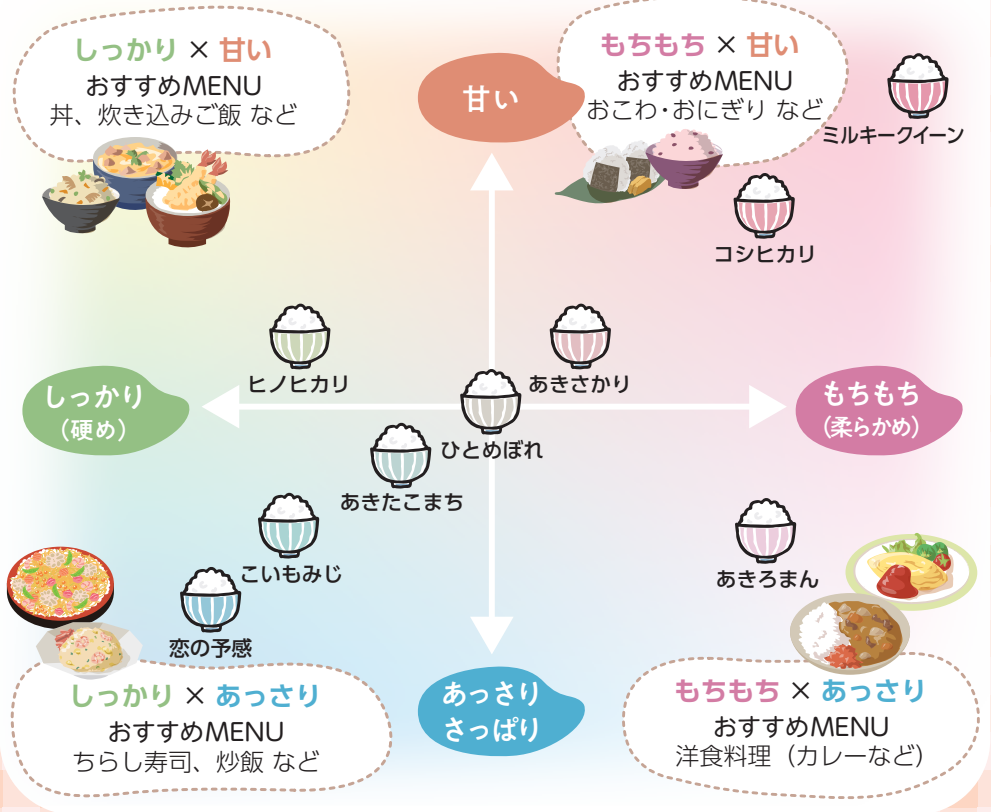 しっかり × 甘い
おすすめMENU
丼、炊き込みご飯 など
甘い
もちもち × 甘い
おすすめMENU
おこわ・おにぎり など
ミルキークイーン
コシヒカリ
ヒノヒカリ
あきさかり
しっかり
(硬め)
もちもち
(柔らかめ)
ひとめぼれ
あきたこまち
こいもみじ
あきろまん
恋の予感
しっかり × あっさり
おすすめMENU
ちらし寿司、炒飯 など
あっさり
さっぱり
もちもち × あっさり
おすすめMENU
洋食料理（カレーなど）